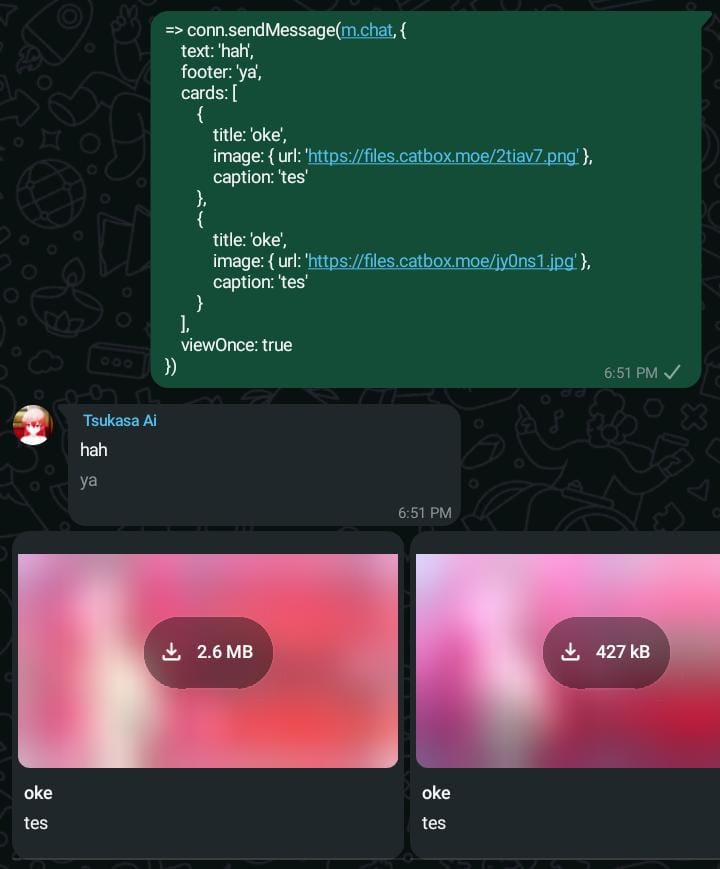 => conn.sendMessage(m.chat, {
text: 'hah',
footer: 'ya',
cards: [
{
title: 'oke',
image: { url: 'https://files.catbox.moe/2tiav7.png' },
caption: 'tes'
},
{
title: 'oke',
image: { url: 'https://files.catbox.moe/jy0ns1.jpg' },
caption: 'tes'
}
],
viewOnce: true
})
6:51 PM
Tsukasa Ai
hah
ya
6:51 PM
2.6 MB
427 kB
oke
oke
tes
tes